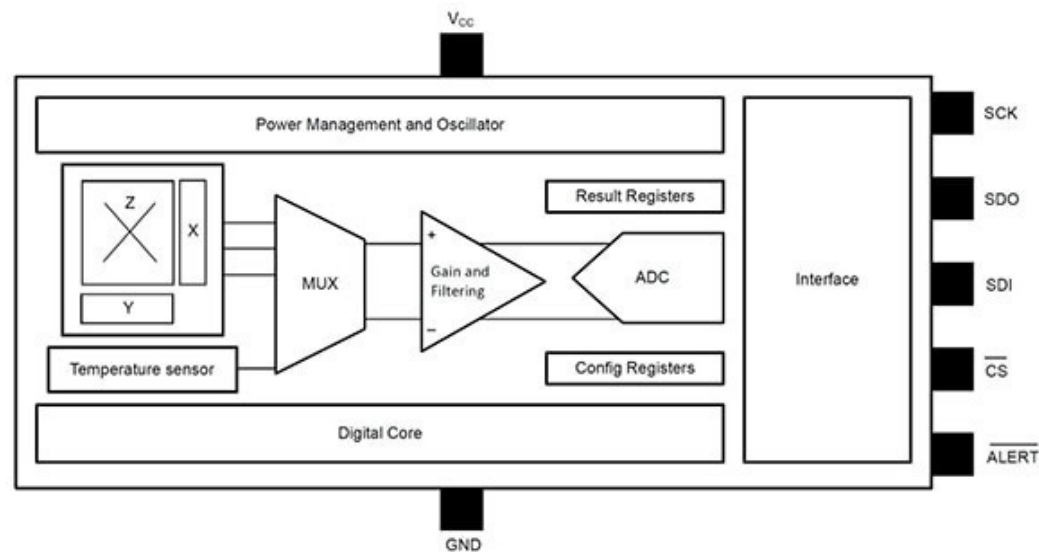 VCC
Power Management and Oscillator
SCK
Z
X
Result Registers
SDO
+
Gain and
Filtering
−
MUX
ADC
Interface
SDI
Y
Temperature sensor
Config Registers
CS
Digital Core
ALERT
GND